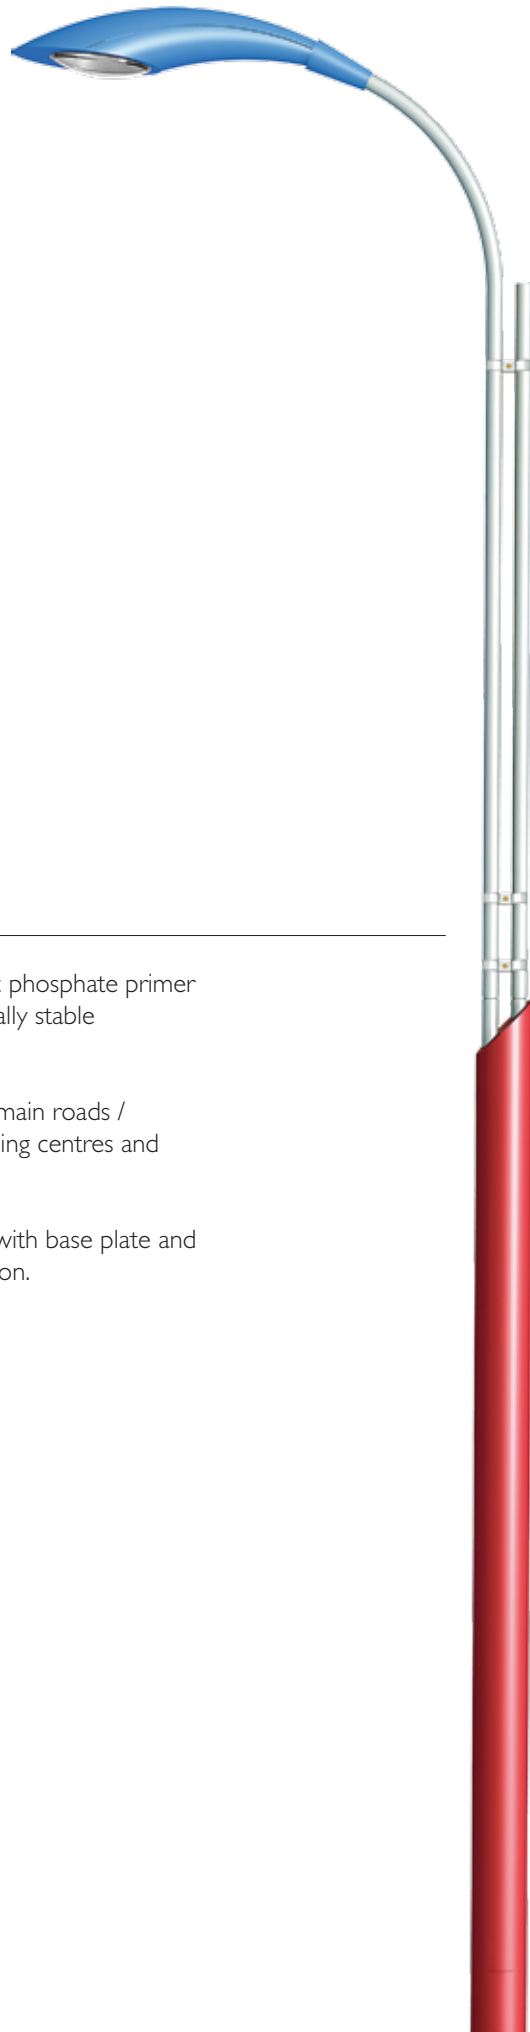 phosphate primer
ally stable
main roads /
ing centres and
with base plate and
on.